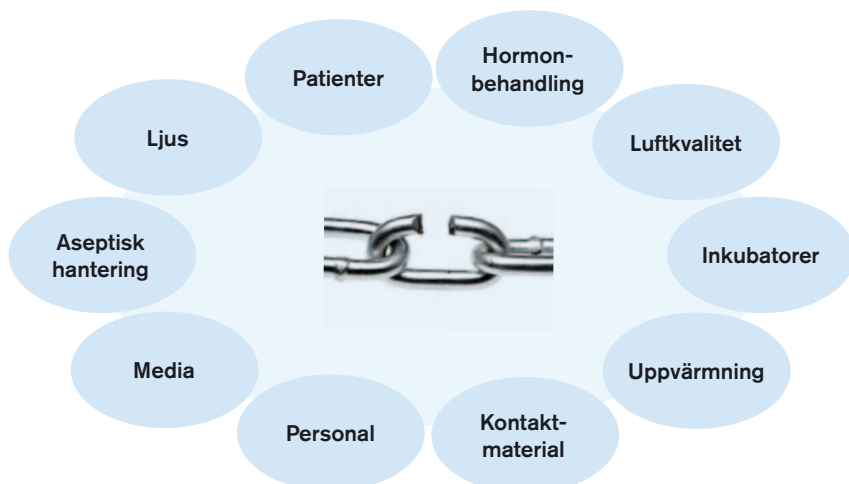 Patienter
Hormon-
behandling
Ljus
Luftkvalitet
Aseptisk
hantering
Inkubatorer
Media
Uppvärmning
Personal
Kontakt-
material